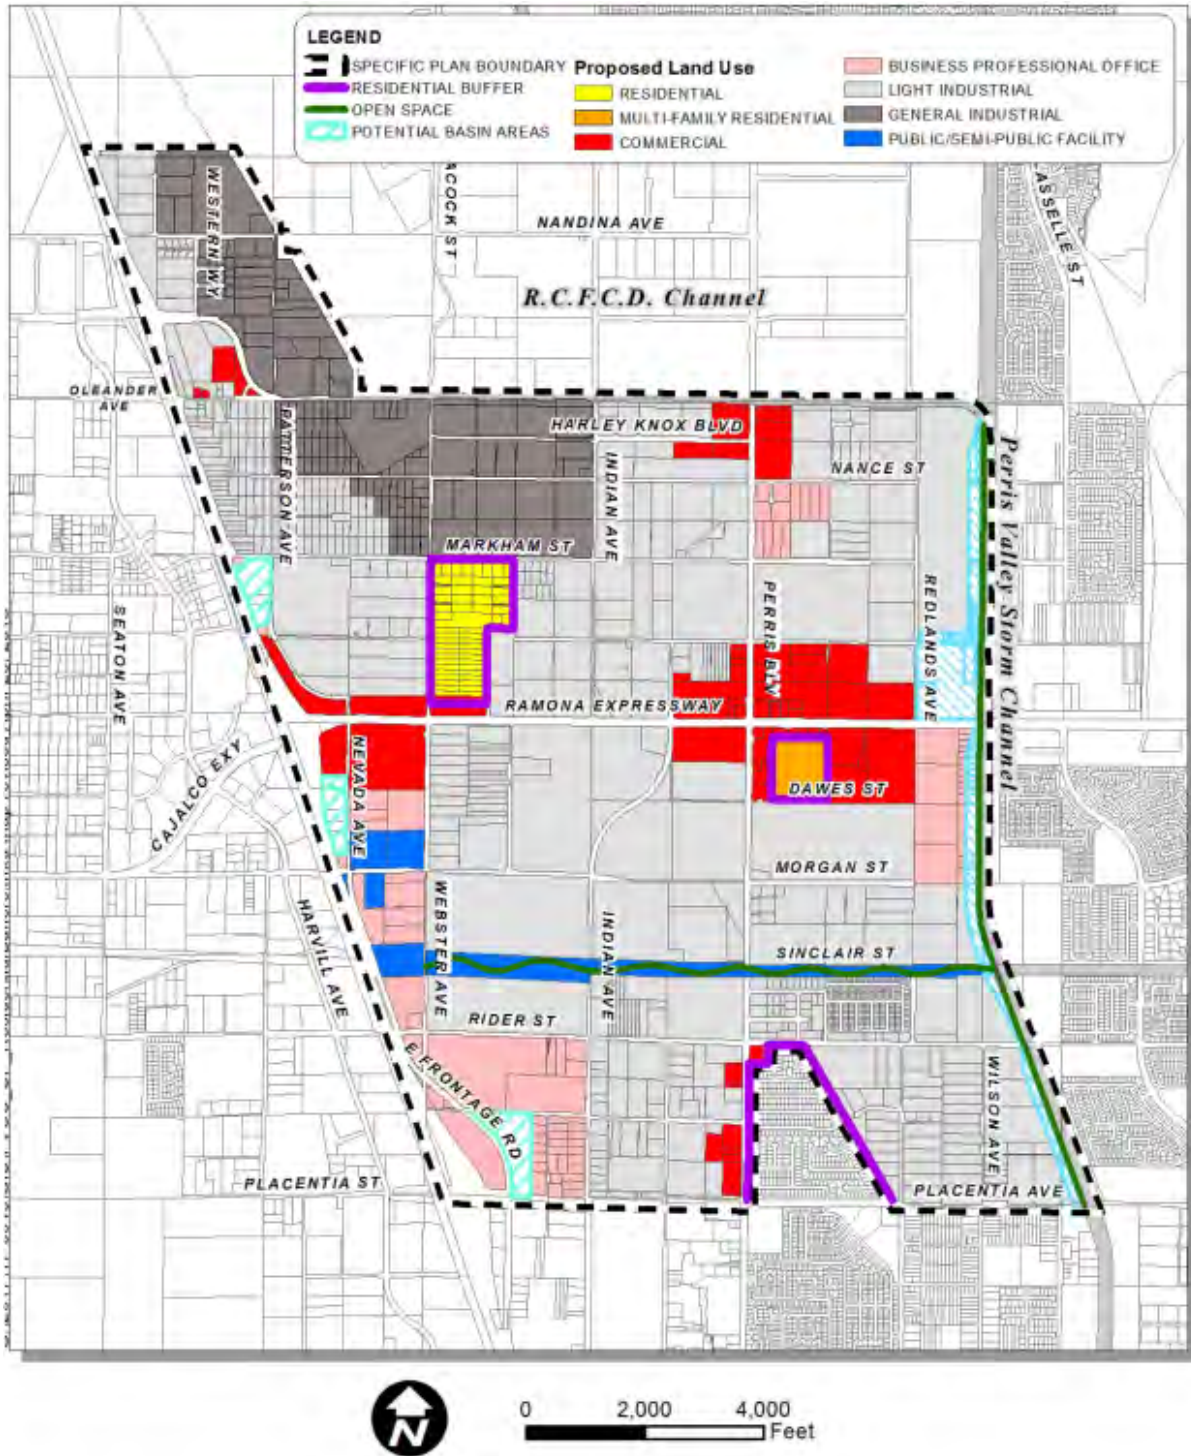 LEGEND
SPECIFIC PLAN BOUNDARY
RESIDENTIAL BUFFER
OPEN SPACE
POTENTIAL BASIN AREAS
Proposed Land Use
RESIDENTIAL
MULTI-FAMILY RESIDENTIAL
COMMERCIAL
BUSINESS PROFESSIONAL OFFICE
LIGHT INDUSTRIAL
GENERAL INDUSTRIAL
PUBLIC/SEMI-PUBLIC FACILITY
WESTERN WY
ACOCK ST
NANDINA AVE
ASSELLE ST
R.C.F.C.D. Channel
OLEANDER
AVE
PATTERSON AVE
HARLEY KNOX BLVD
INDIAN AVE
NANCE ST
Perris Valley Storm Channel
MARKHAM ST
SEATON AVE
PERRIS BLV
REDLANDS AVE
RAMONA EXPRESSWAY
CAJALCO EXY
NEVADA AVE
DAWES ST
MORGAN ST
HARVILL AVE
WEBSTER AVE
INDIAN AVE
SINCLAIR ST
RIDER ST
E FRONTAGE RD
WILSON AVE
PLACENTIA ST
PLACENTIA AVE
N
0 2,000 4,000
Feet